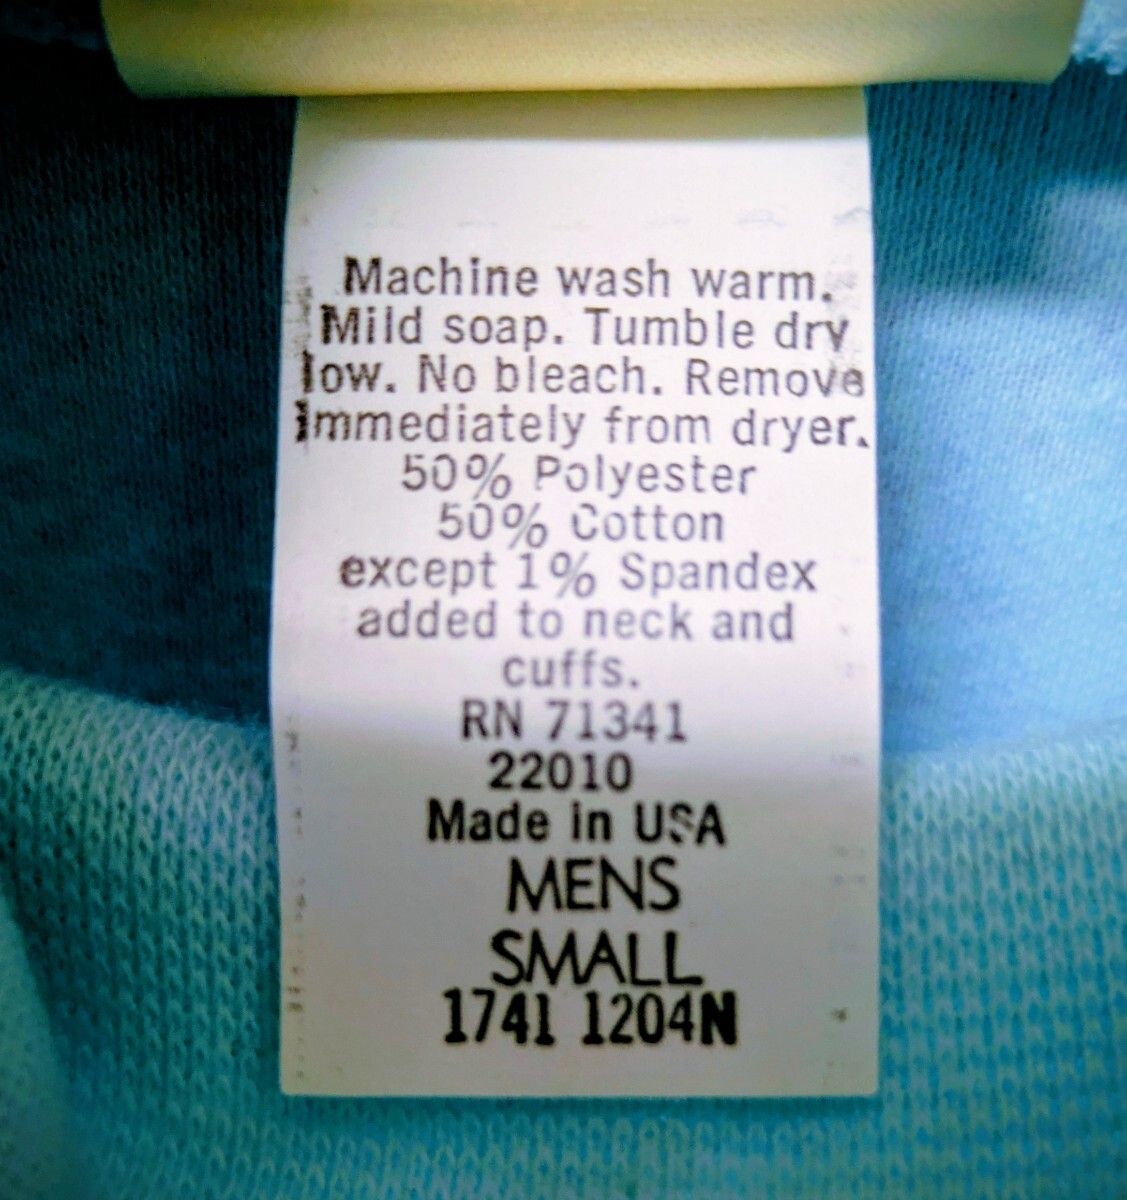 Machine wash warm.
Mild soap. Tumble dry
low. No bleach. Remove
immediately from dryer.
50% Polyester
50% Cotton
except 1% Spandex
added to neck and
cuffs.
RN 71341
22010
Made in USA
MENS
SMALL
1741 1204N